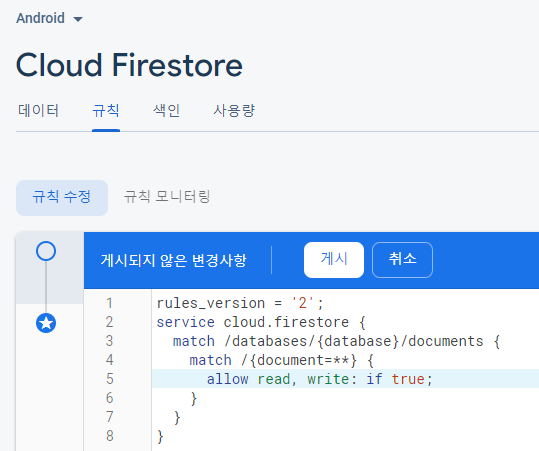 Android
Cloud Firestore
데이터 규칙 색인 사용량
규칙 수정 규칙 모니터링
게시되지 않은 변경사항 게시 취소
1 rules_version = '2';
2 service cloud.firestore {
3   match /databases/{database}/documents {
4     match /{document=**} {
5       allow read, write: if true;
6     }
7   }
8 }